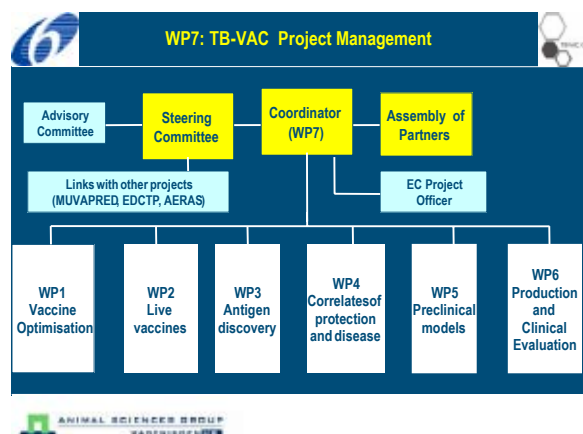 WP7: TB-VAC Project Management
Advisory
Committee
Steering
Committee
Coordinator
(WP7)
Assembly of
Partners
Links with other projects
(MUVAPRED, EDCTP, AERAS)
EC Project
Officer
WP1
Vaccine
Optimisation
WP2
Live
vaccines
WP3
Antigen
discovery
WP4
Correlatesof
protection
and disease
WP5
Preclinical
models
WP6
Production
and
Clinical
Evaluation
ANIMAL SCIENCES GROUP